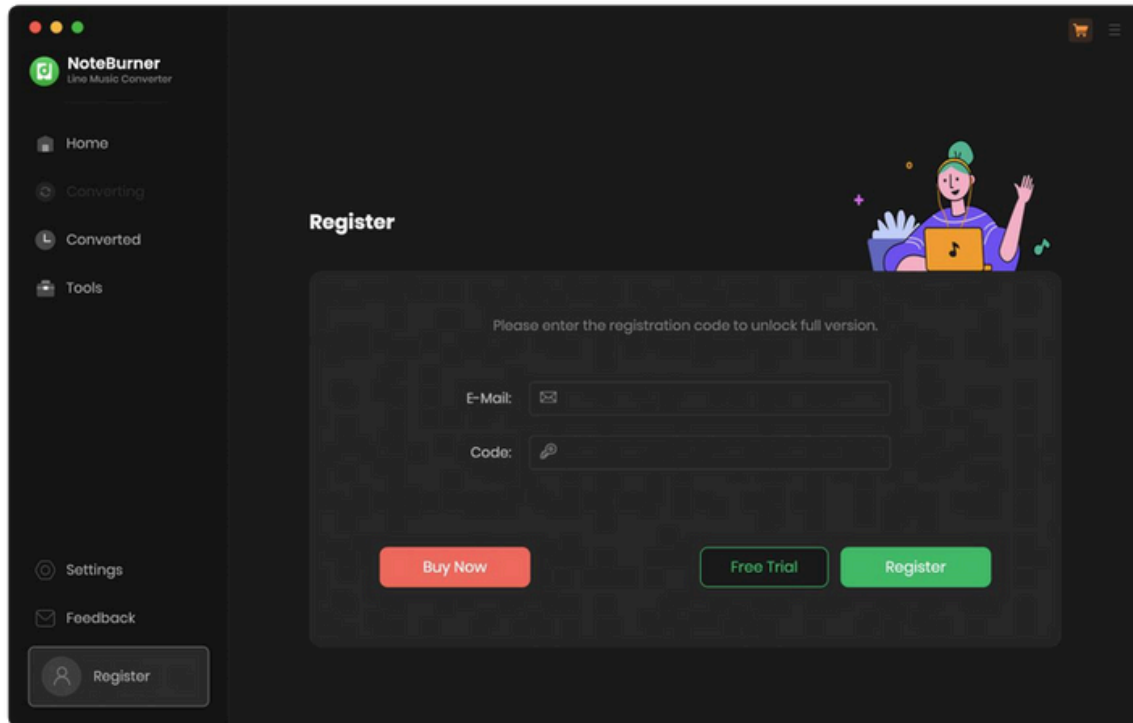 NoteBurner
Line Music Converter
Home
Converting
Converted
Tools
Settings
Feedback
Register
Register
Please enter the registration code to unlock full version.
E-Mail:
Code:
Buy Now
Free Trial
Register